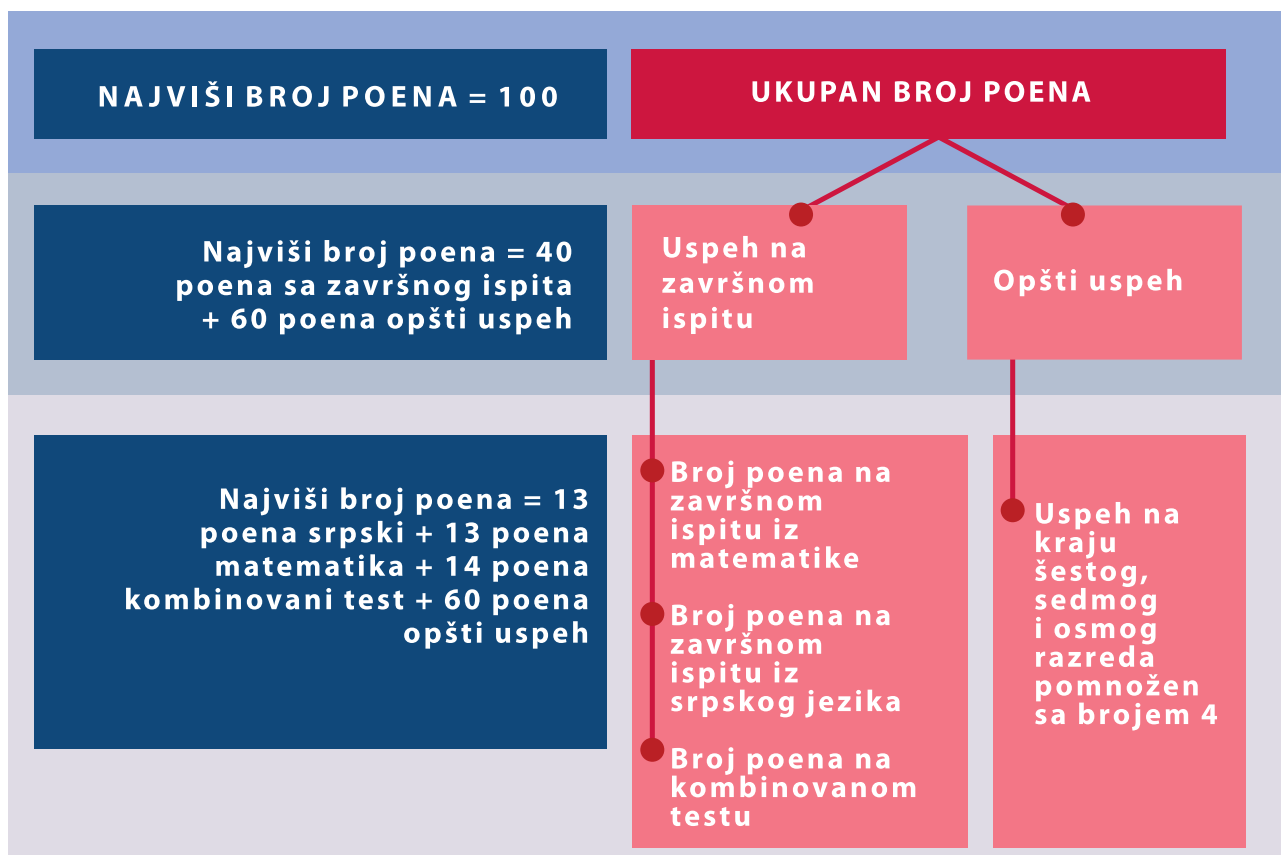 NAJVIŠI BROJ POENA = 100
UKUPAN BROJ POENA
Najviši broj poena = 40
poena sa završnog ispita
+ 60 poena opšti uspeh
Uspeh na
završnom
ispitu
Opšti uspeh
Najviši broj poena = 13
poena srpski + 13 poena
matematika + 14 poena
kombinovani test + 60 poena
opšti uspeh
Broj poena na
završnom
ispitu iz
matematike
Broj poena na
završnom
ispitu iz
srpskog jezika
Broj poena na
kombinovanom
testu
Uspeh na
kraju
šestog,
sedmog
i osmog
razreda
pomnožen
sa brojem 4